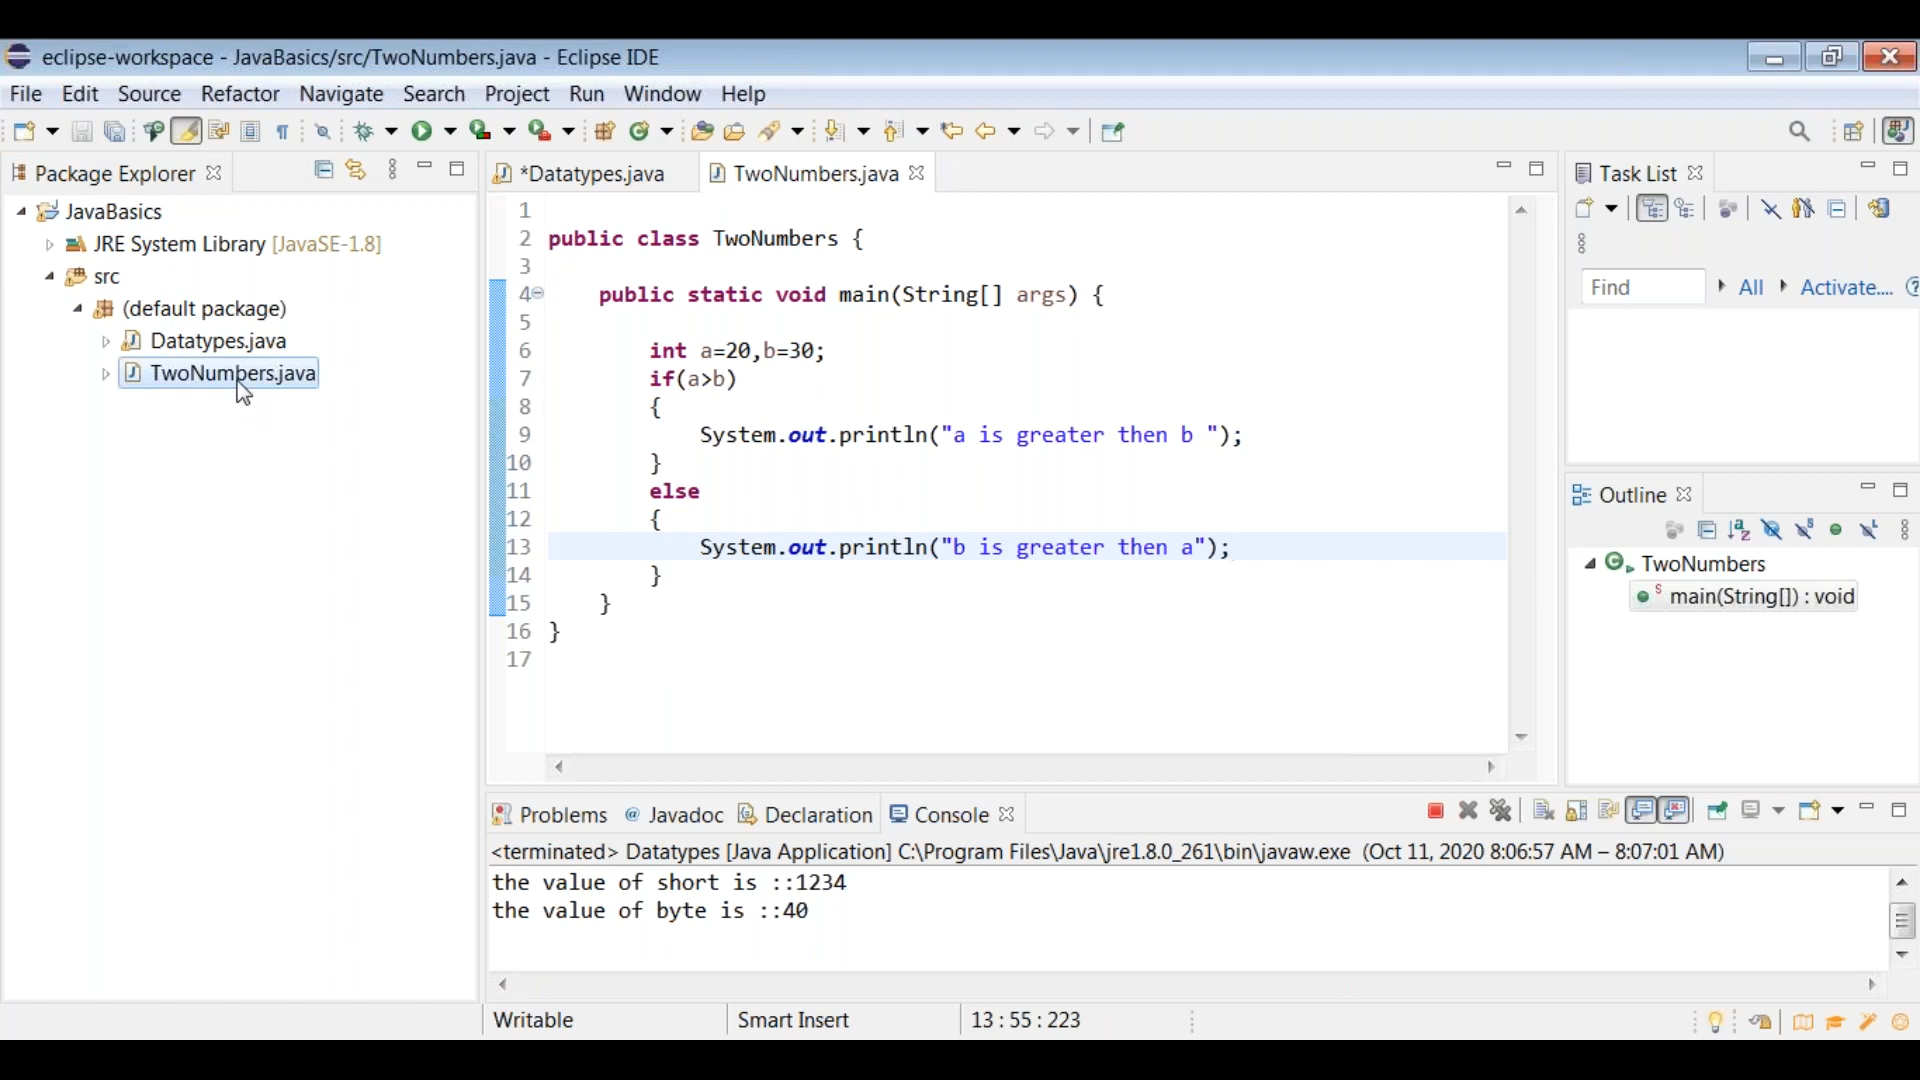 eclipse-workspace - JavaBasics/src/TwoNumbers.java - Eclipse IDE
File Edit Source Refactor Navigate Search Project Run Window Help
Package Explorer
JavaBasics
JRE System Library [JavaSE-1.8]
src
(default package)
Datatypes.java
TwoNumbers.java
*Datatypes.java TwoNumbers.java
1
2 public class TwoNumbers {
3
4 public static void main(String[] args) {
5
6 int a=20,b=30;
7 if(a>b)
8 {
9 System.out.println("a is greater then b ");
10 }
11 else
12 {
13 System.out.println("b is greater then a");
14 }
15 }
16 }
17
Task List
Find All Activate....
Outline
TwoNumbers
main(String[]) : void
Problems @ Javadoc Declaration Console
<terminated> Datatypes [Java Application] C:\Program Files\Java\jre1.8.0_261\bin\javaw.exe (Oct 11, 2020 8:06:57 AM – 8:07:01 AM)
the value of short is ::1234
the value of byte is ::40
Writable Smart Insert 13 : 55 : 223